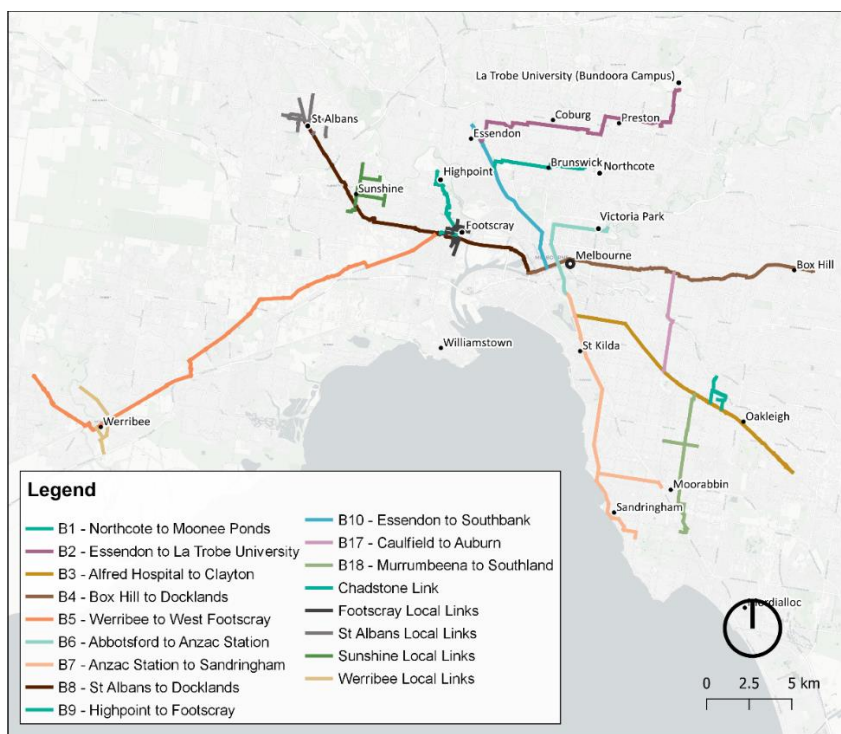 La Trobe University (Bundoora Campus)
Coburg
Preston
St Albans
Essendon
Brunswick
Northcote
Highpoint
Sunshine
Footscray
Victoria Park
Melbourne
Box Hill
Williamstown
St Kilda
Werribee
Oakleigh
Moorabbin
Sandringham
Mordialloc
Legend
B1 - Northcote to Moonee Ponds
B2 - Essendon to La Trobe University
B3 - Alfred Hospital to Clayton
B4 - Box Hill to Docklands
B5 - Werribee to West Footscray
B6 - Abbotsford to Anzac Station
B7 - Anzac Station to Sandringham
B8 - St Albans to Docklands
B9 - Highpoint to Footscray
B10 - Essendon to Southbank
B17 - Caulfield to Auburn
B18 - Murrumbeena to Southland
Chadstone Link
Footscray Local Links
St Albans Local Links
Sunshine Local Links
Werribee Local Links
0 2.5 5 km